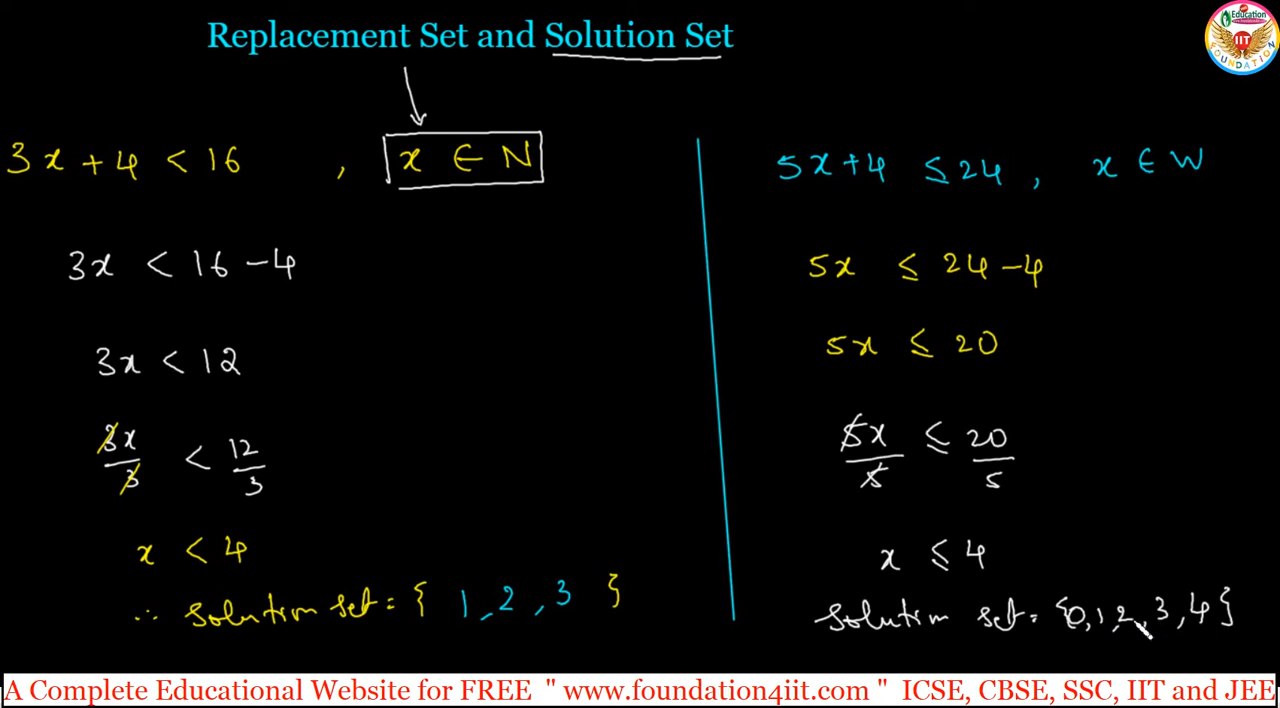 Replacement Set and Solution Set
Education
IIT
FOUNDATION
3x + 4 < 16 , x ∈ N
3x < 16 - 4
3x < 12
3x/3 < 12/3
x < 4
∴ Solution set = { 1, 2, 3 }
5x + 4 ≤ 24 , x ∈ W
5x ≤ 24 - 4
5x ≤ 20
5x/5 ≤ 20/5
x ≤ 4
Solution set = {0, 1, 2, 3, 4}
A Complete Educational Website for FREE " www.foundation4iit.com " ICSE, CBSE, SSC, IIT and JEE